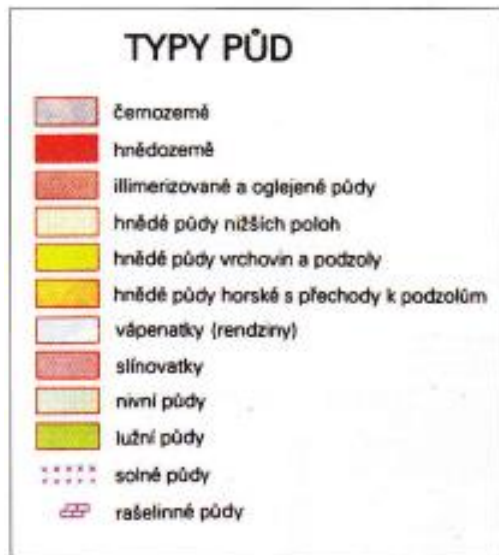 TYPY PŮD
černozemě
hnědozemě
illimerizované a oglejené půdy
hnědé půdy nižších poloh
hnědé půdy vrchovin a podzoly
hnědé půdy horské s přechody k podzolům
vápenatky (rendziny)
slínovatky
nivní půdy
lužní půdy
solné půdy
rašelinné půdy